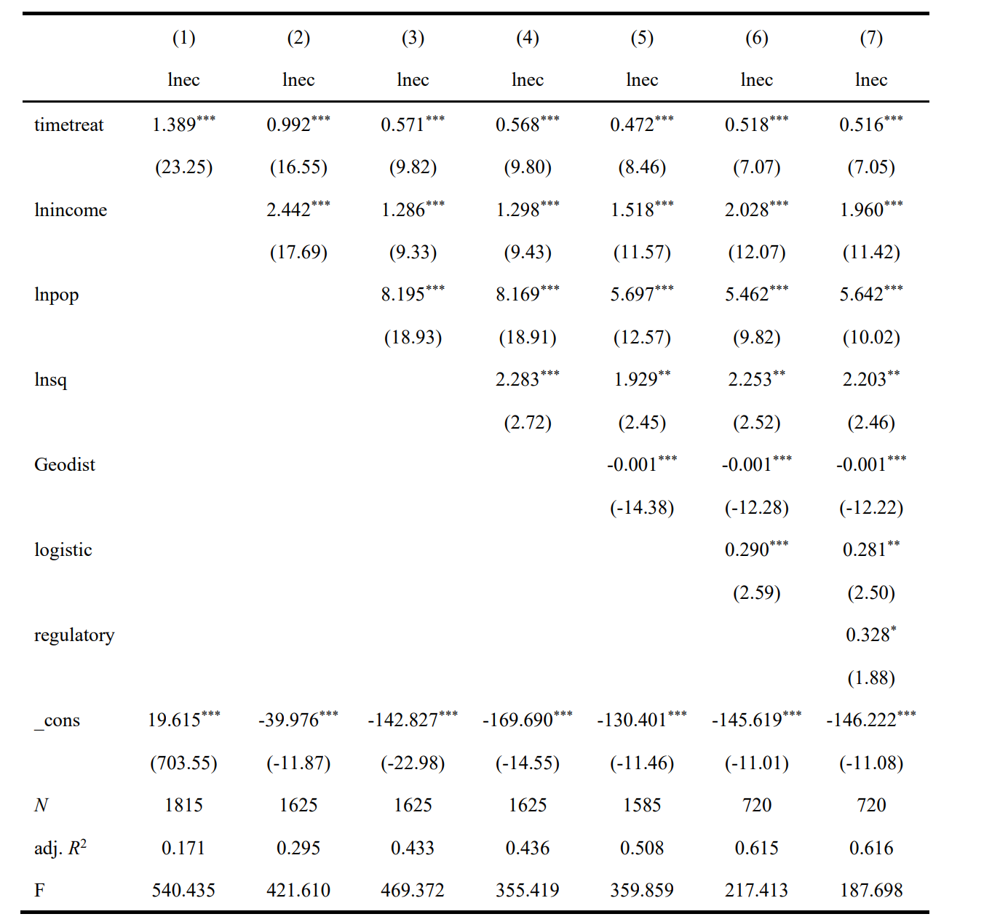 (1) (2) (3) (4) (5) (6) (7)
lnec lnec lnec lnec lnec lnec lnec
timetreat 1.389*** 0.992*** 0.571*** 0.568*** 0.472*** 0.518*** 0.516***
(23.25) (16.55) (9.82) (9.80) (8.46) (7.07) (7.05)
lnincome 2.442*** 1.286*** 1.298*** 1.518*** 2.028*** 1.960***
(17.69) (9.33) (9.43) (11.57) (12.07) (11.42)
lnpop 8.195*** 8.169*** 5.697*** 5.462*** 5.642***
(18.93) (18.91) (12.57) (9.82) (10.02)
lnsq 2.283*** 1.929** 2.253** 2.203**
(2.72) (2.45) (2.52) (2.46)
Geodist -0.001*** -0.001*** -0.001***
(-14.38) (-12.28) (-12.22)
logistic 0.290*** 0.281**
(2.59) (2.50)
regulatory 0.328*
(1.88)
_cons 19.615*** -39.976*** -142.827*** -169.690*** -130.401*** -145.619*** -146.222***
(703.55) (-11.87) (-22.98) (-14.55) (-11.46) (-11.01) (-11.08)
N 1815 1625 1625 1625 1585 720 720
adj. R² 0.171 0.295 0.433 0.436 0.508 0.615 0.616
F 540.435 421.610 469.372 355.419 359.859 217.413 187.698